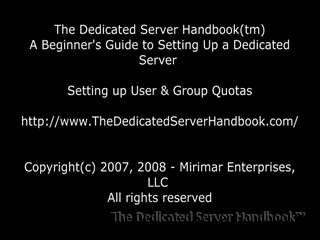 The Dedicated Server Handbook(tm)
A Beginner's Guide to Setting Up a Dedicated
Server
Setting up User & Group Quotas
http://www.TheDedicatedServerHandbook.com/
Copyright(c) 2007, 2008 - Mirimar Enterprises,
LLC
All rights reserved
The Dedicated Server Handbook™